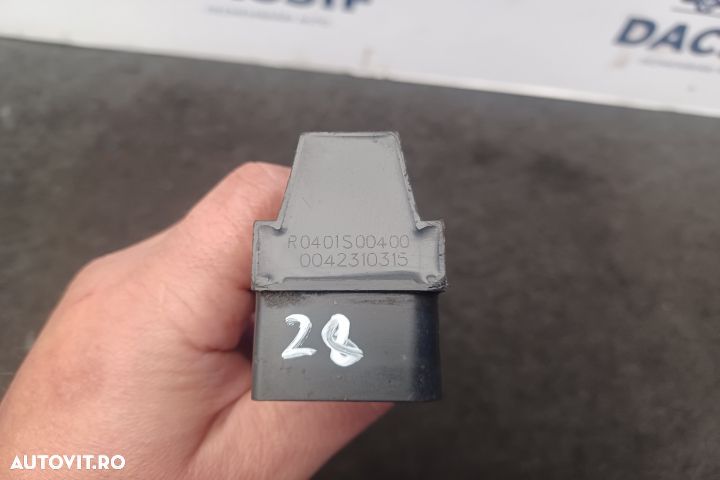 DAC
R0401S00400
0042310315
28
AUTOVIT.RO